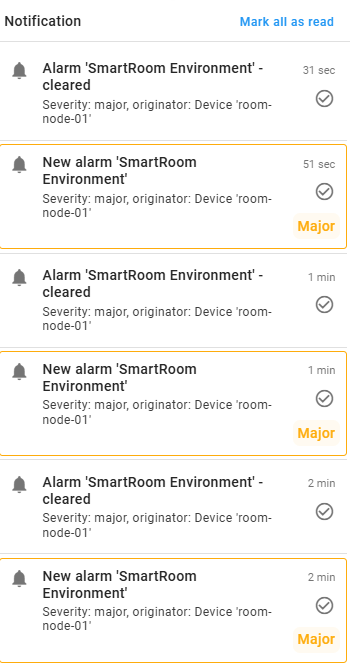 Notification
Mark all as read
Alarm 'SmartRoom Environment' -
cleared
31 sec
Severity: major, originator: Device 'room-
node-01'
New alarm 'SmartRoom
Environment'
51 sec
Severity: major, originator: Device 'room-
node-01'
Major
Alarm 'SmartRoom Environment' -
cleared
1 min
Severity: major, originator: Device 'room-
node-01'
New alarm 'SmartRoom
Environment'
1 min
Severity: major, originator: Device 'room-
node-01'
Major
Alarm 'SmartRoom Environment' -
cleared
2 min
Severity: major, originator: Device 'room-
node-01'
New alarm 'SmartRoom
Environment'
2 min
Severity: major, originator: Device 'room-
node-01'
Major